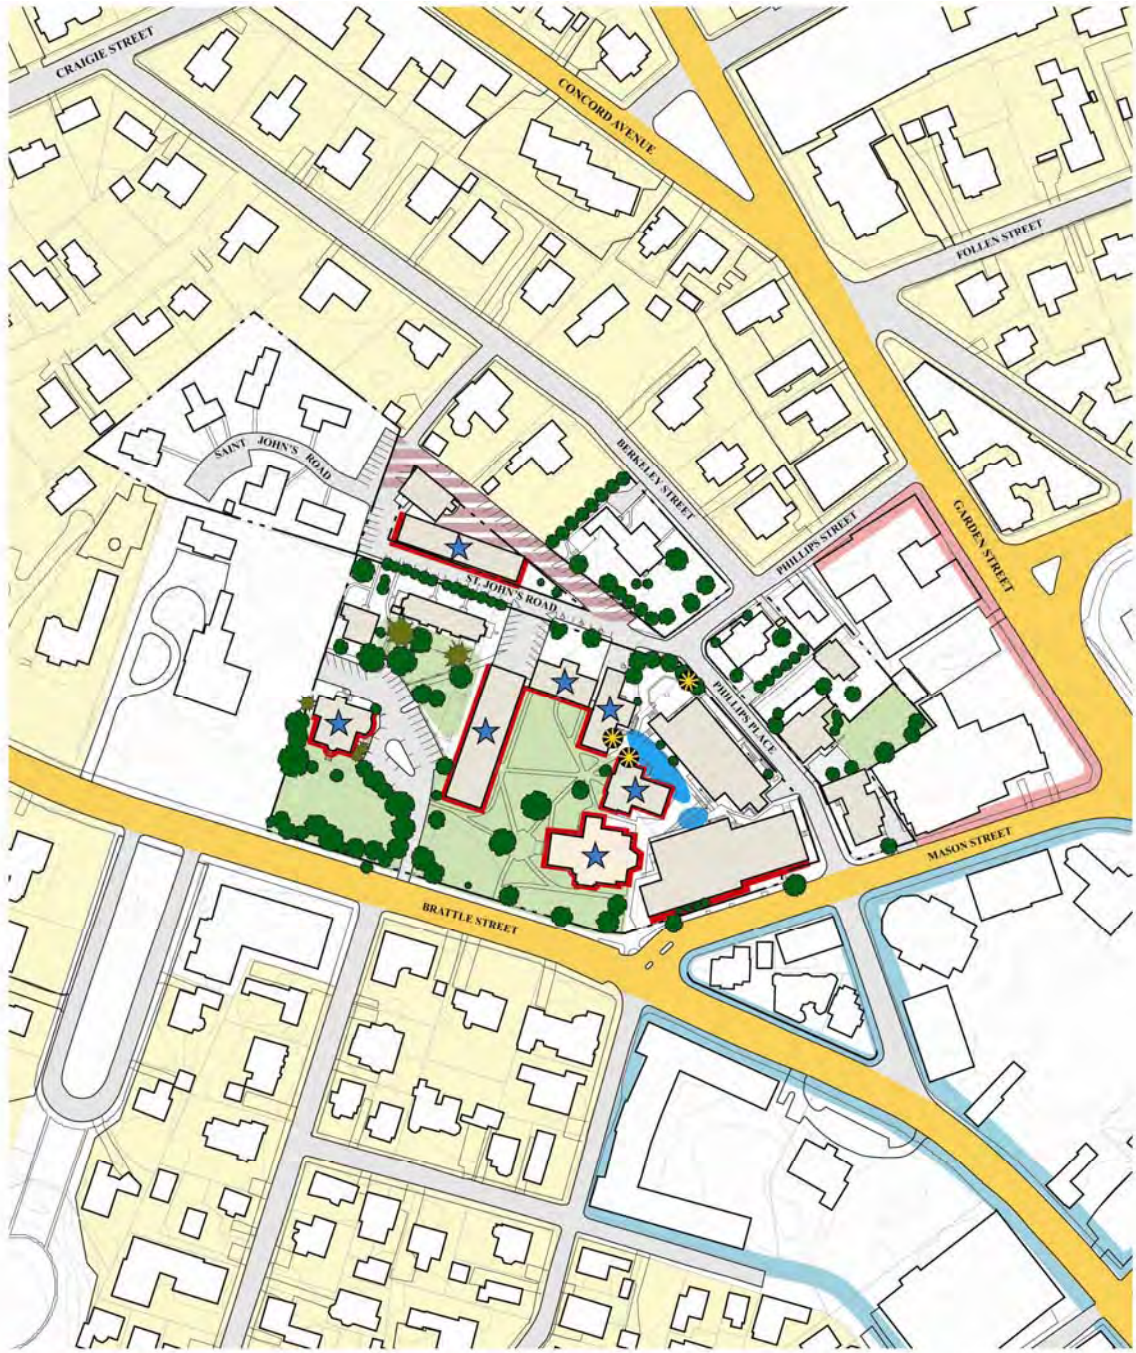 CRAIGIE STREET
CONCORD AVENUE
FOLLEN STREET
SAINT JOHN'S ROAD
BERKELEY STREET
PHILLIPS STREET
GARDEN STREET
ST. JOHN'S ROAD
PHILLIPS PLACE
MASON STREET
BRATTLE STREET